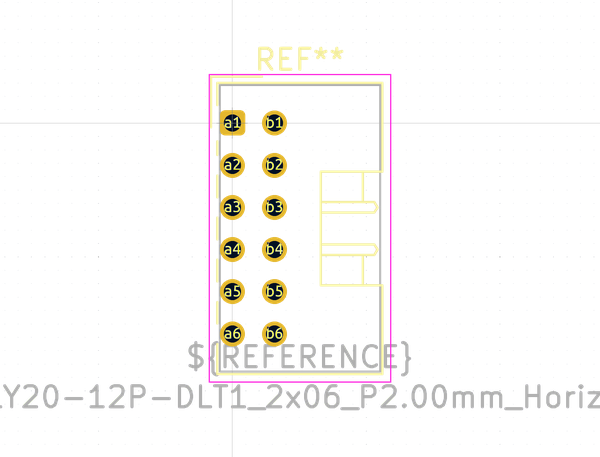 REF**
a1 b1
a2 b2
a3 b3
a4 b4
a5 b5
a6 b6
${REFERENCE}
LY20-12P-DLT1_2x06_P2.00mm_Horiz